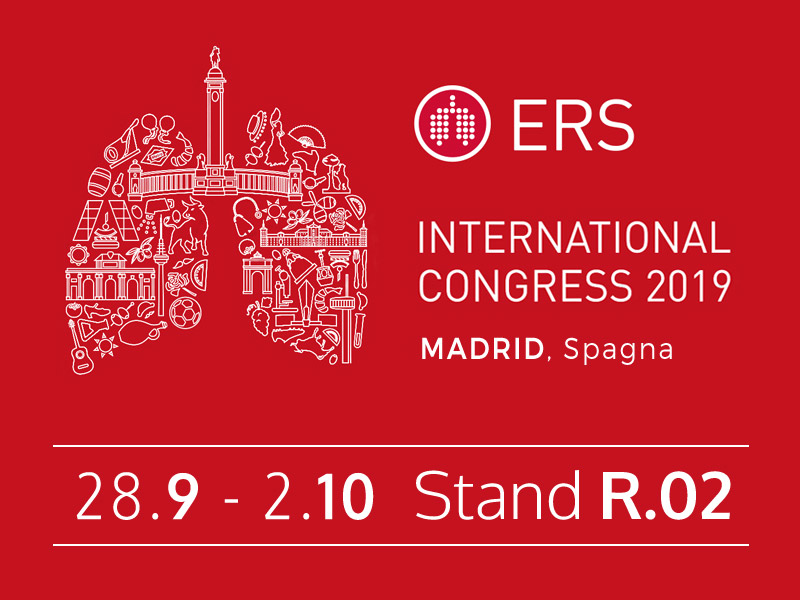 ERS
INTERNATIONAL
CONGRESS 2019
MADRID, Spagna
28.9 - 2.10 Stand R.02